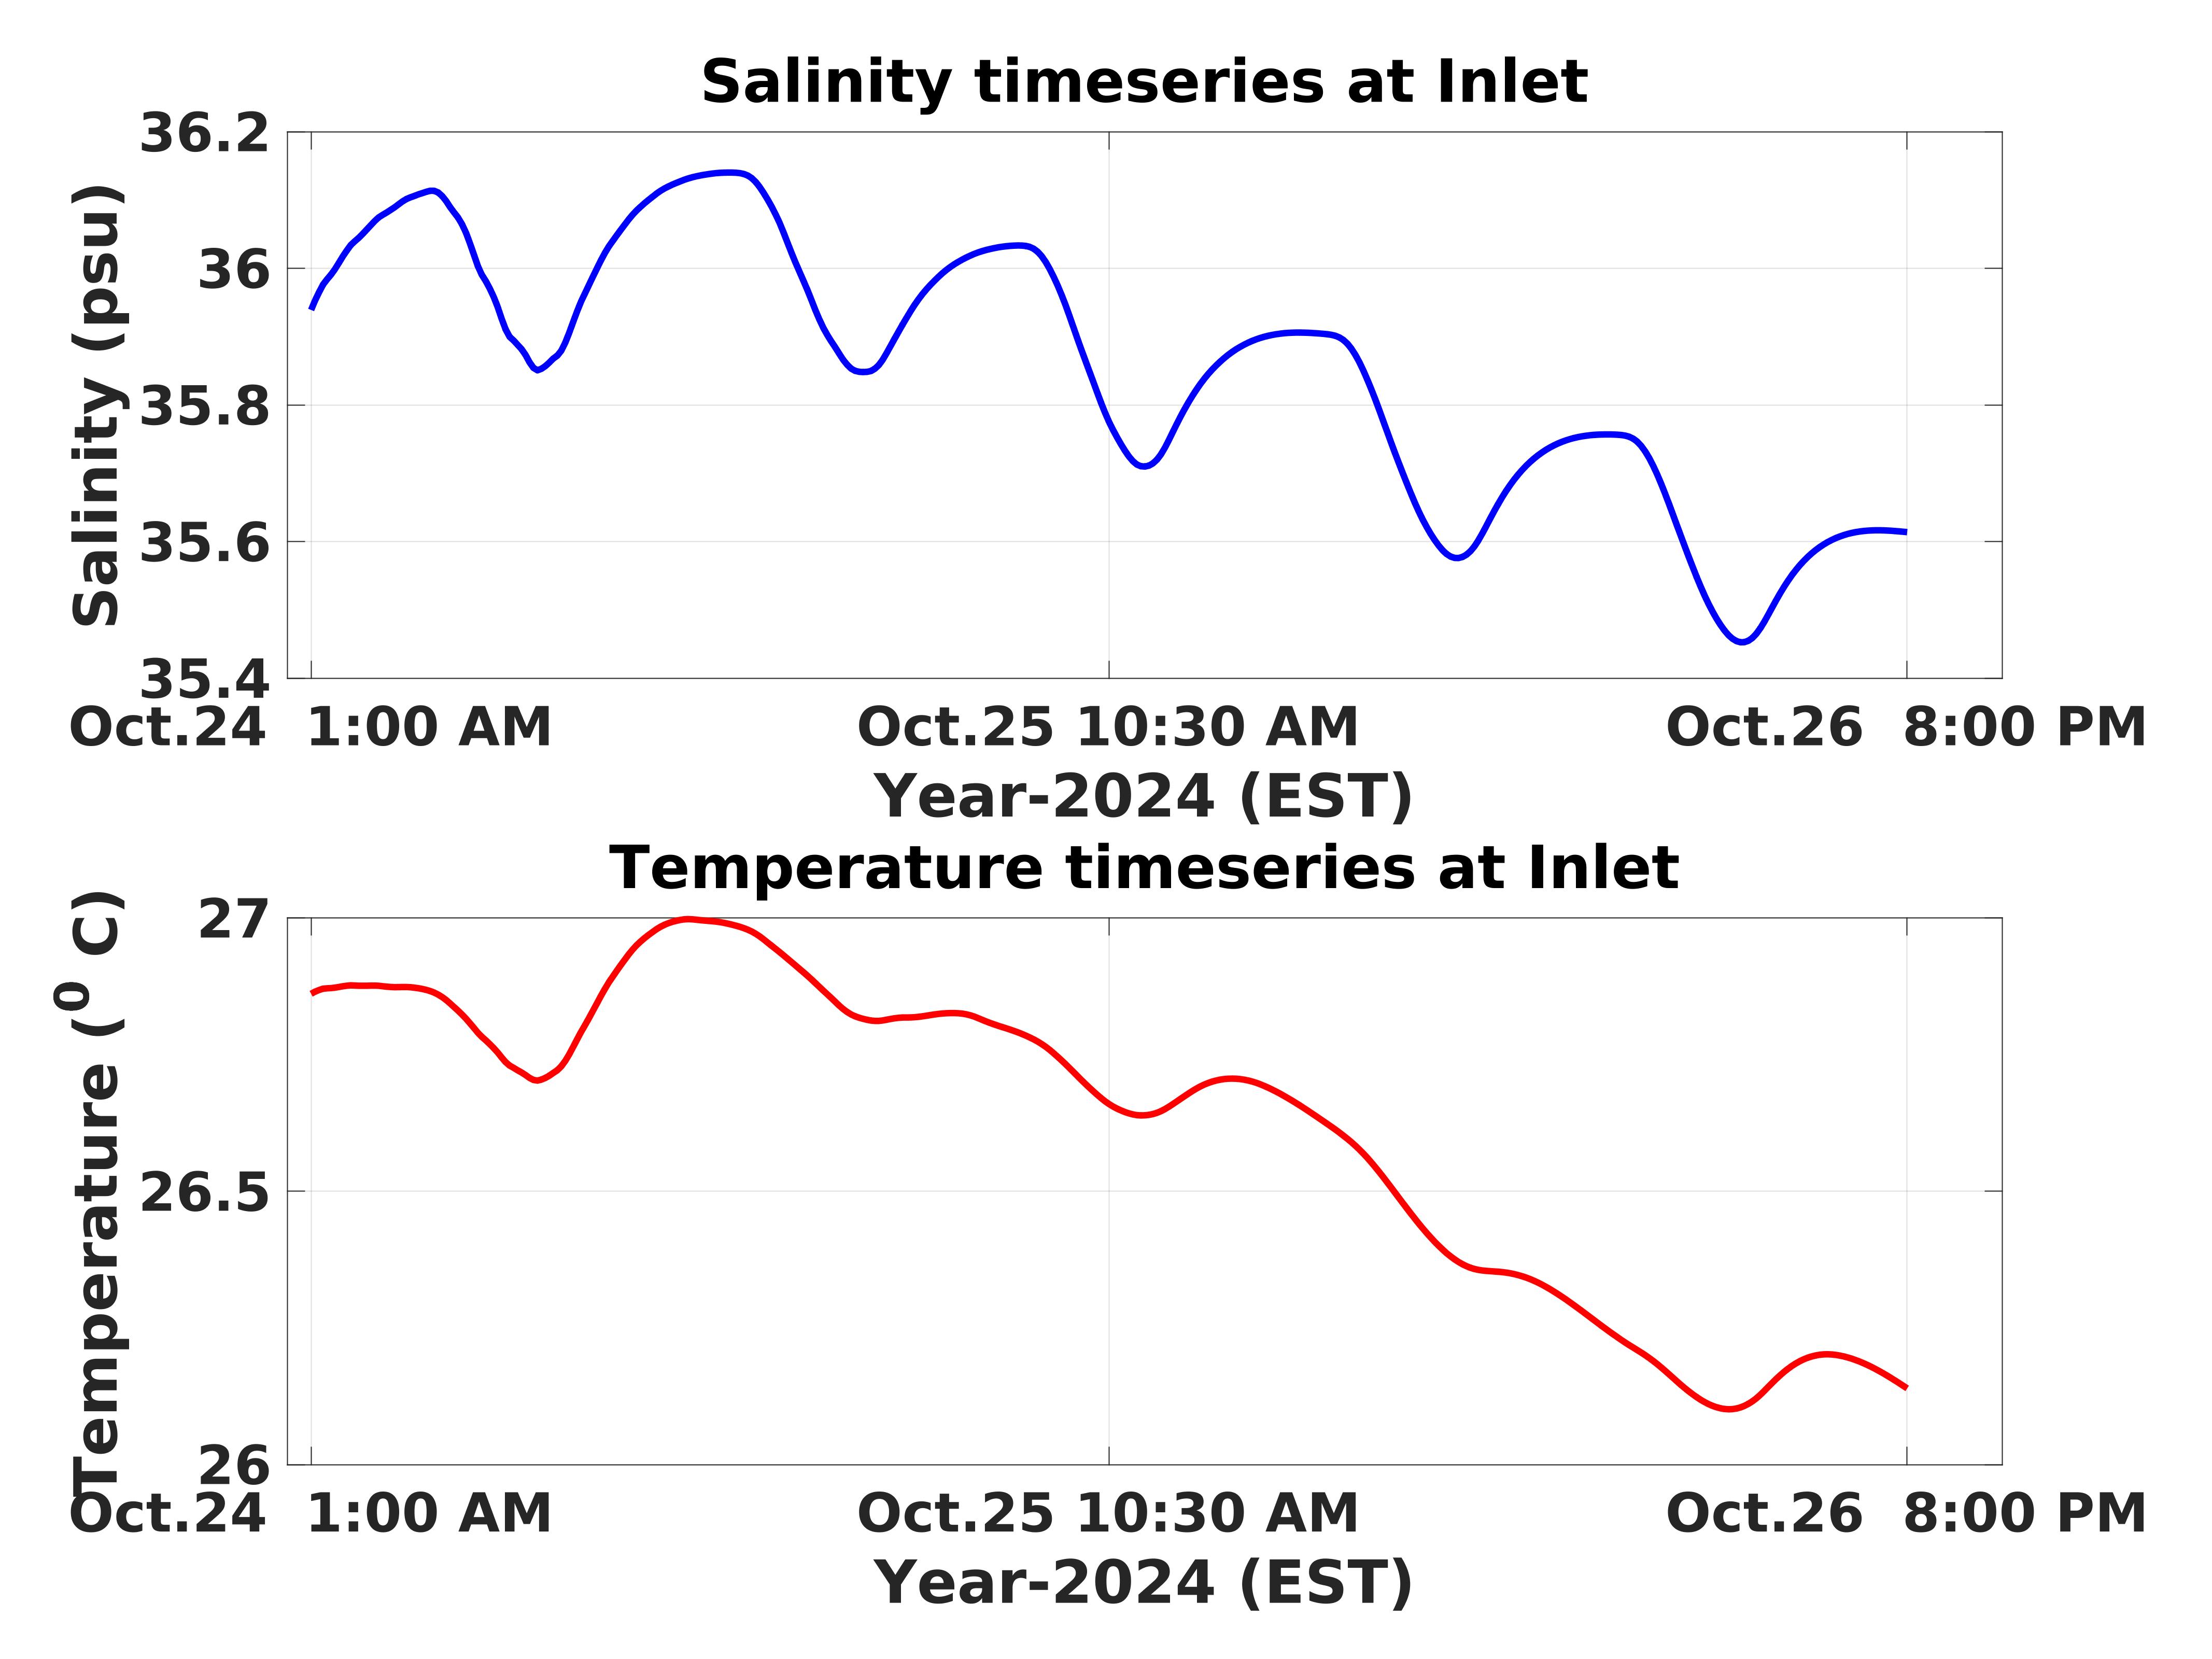 Salinity timeseries at Inlet
36.2
36
35.8
35.6
35.4
Salinity (psu)
Oct.24  1:00 AM
Oct.25 10:30 AM
Oct.26  8:00 PM
Year-2024 (EST)
Temperature timeseries at Inlet
27
26.5
26
Temperature (⁰ C)
Oct.24  1:00 AM
Oct.25 10:30 AM
Oct.26  8:00 PM
Year-2024 (EST)